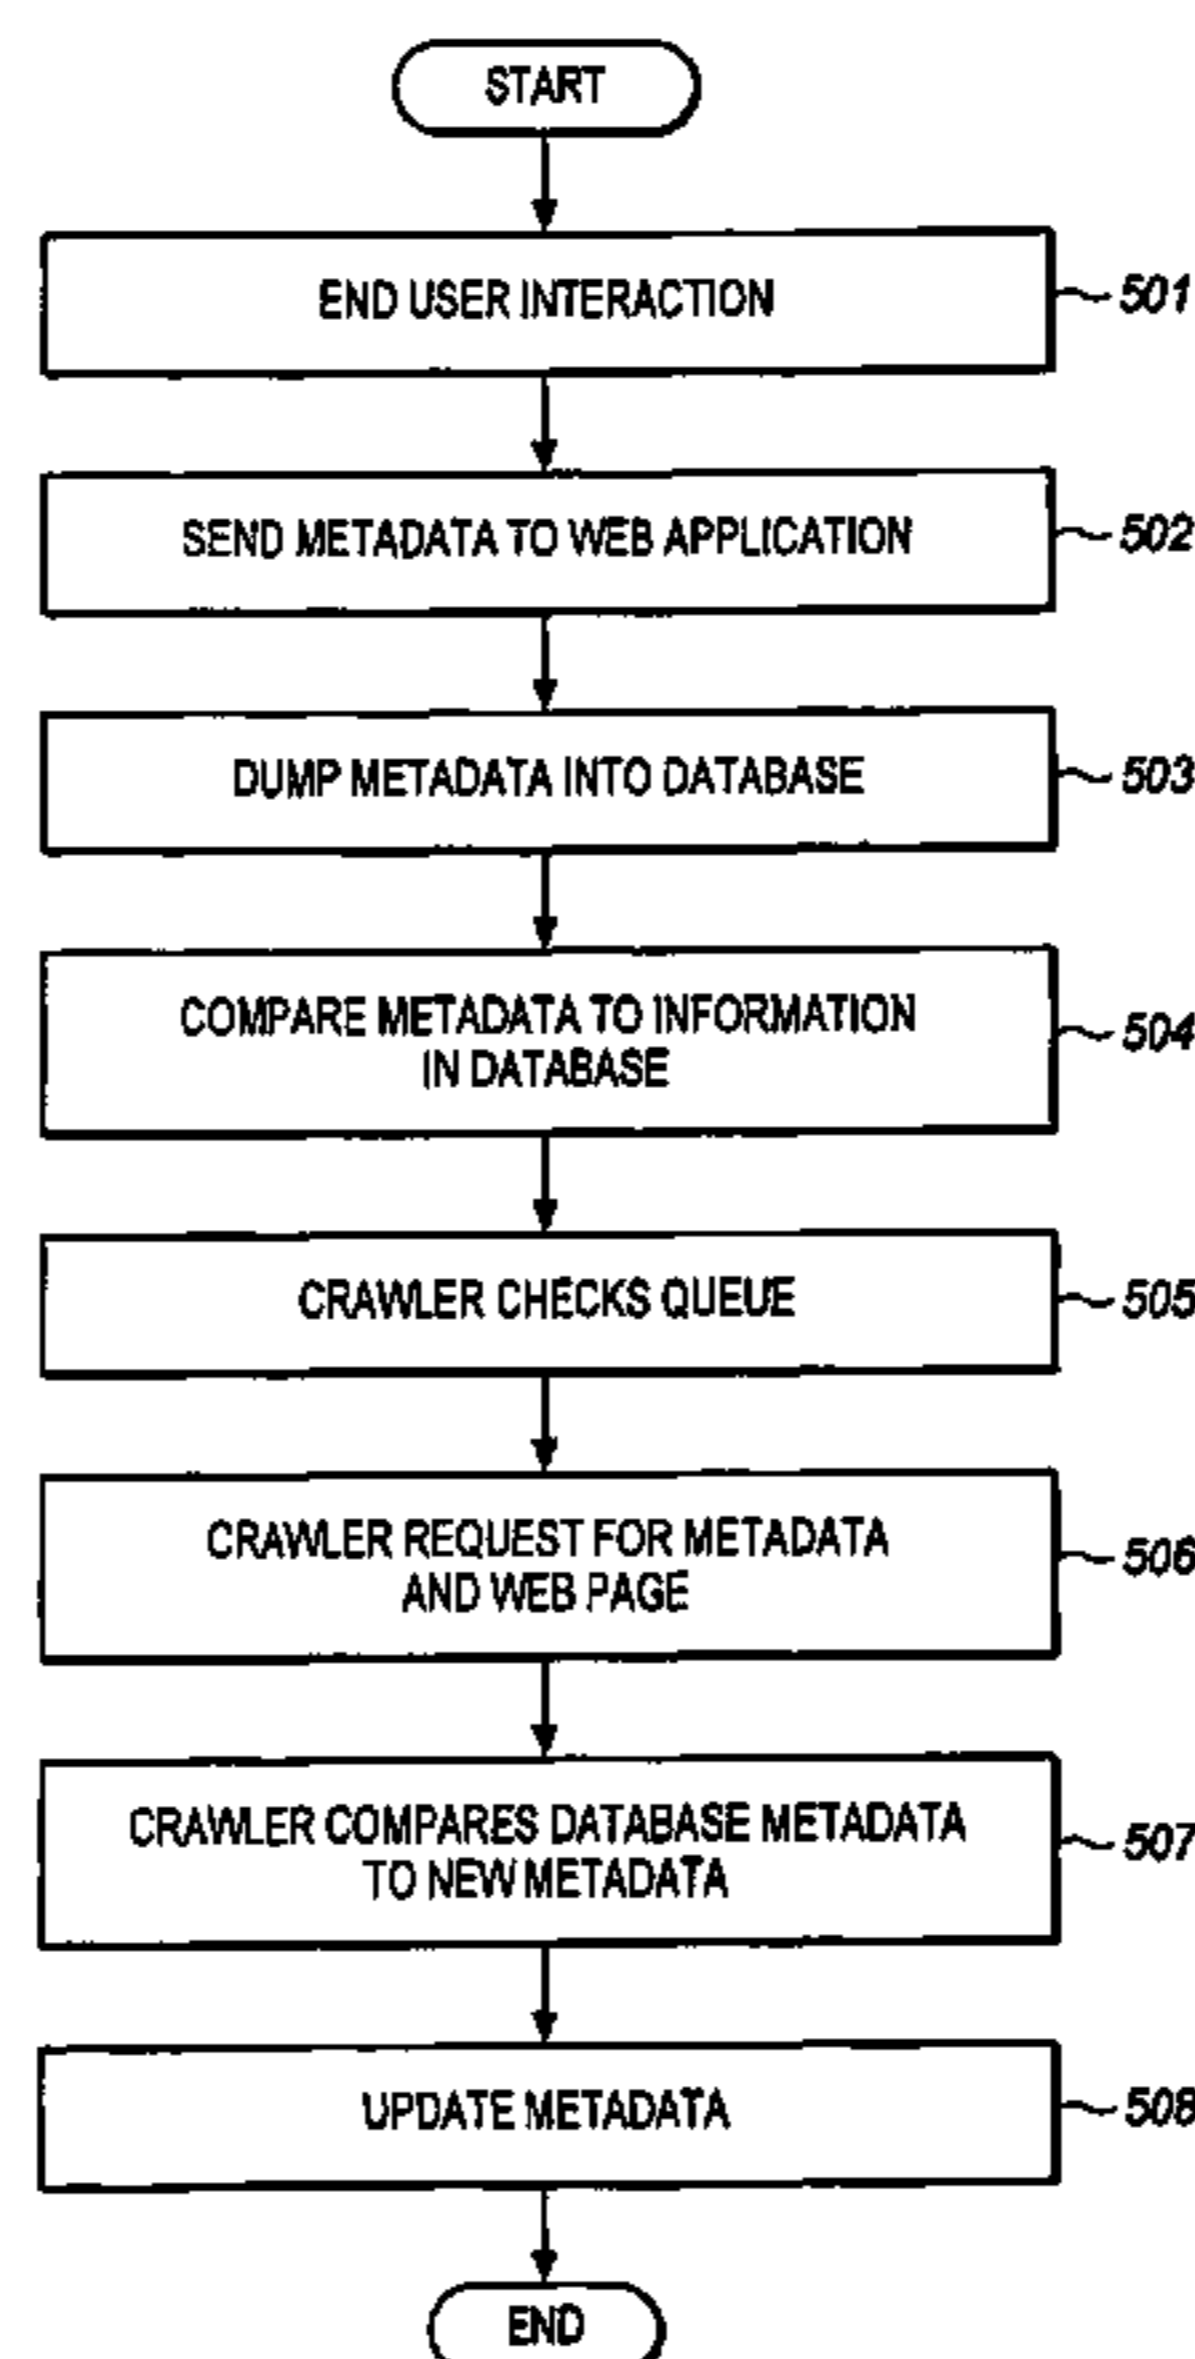 START
END USER INTERACTION
501
SEND METADATA TO WEB APPLICATION
502
DUMP METADATA INTO DATABASE
503
COMPARE METADATA TO INFORMATION
IN DATABASE
504
CRAWLER CHECKS QUEUE
505
CRAWLER REQUEST FOR METADATA
AND WEB PAGE
506
CRAWLER COMPARES DATABASE METADATA
TO NEW METADATA
507
UPDATE METADATA
508
END